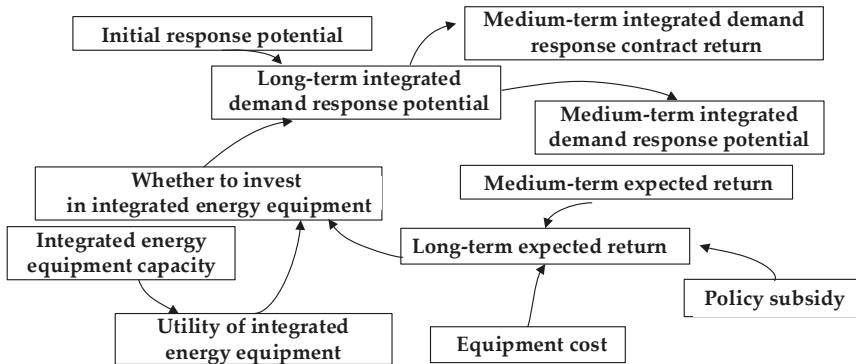 Initial response potential
Medium-term integrated demand
response contract return
Long-term integrated
demand response potential
Medium-term integrated
demand response potential
Whether to invest
in integrated energy equipment
Medium-term expected return
Integrated energy
equipment capacity
Long-term expected return
Policy subsidy
Utility of integrated
energy equipment
Equipment cost